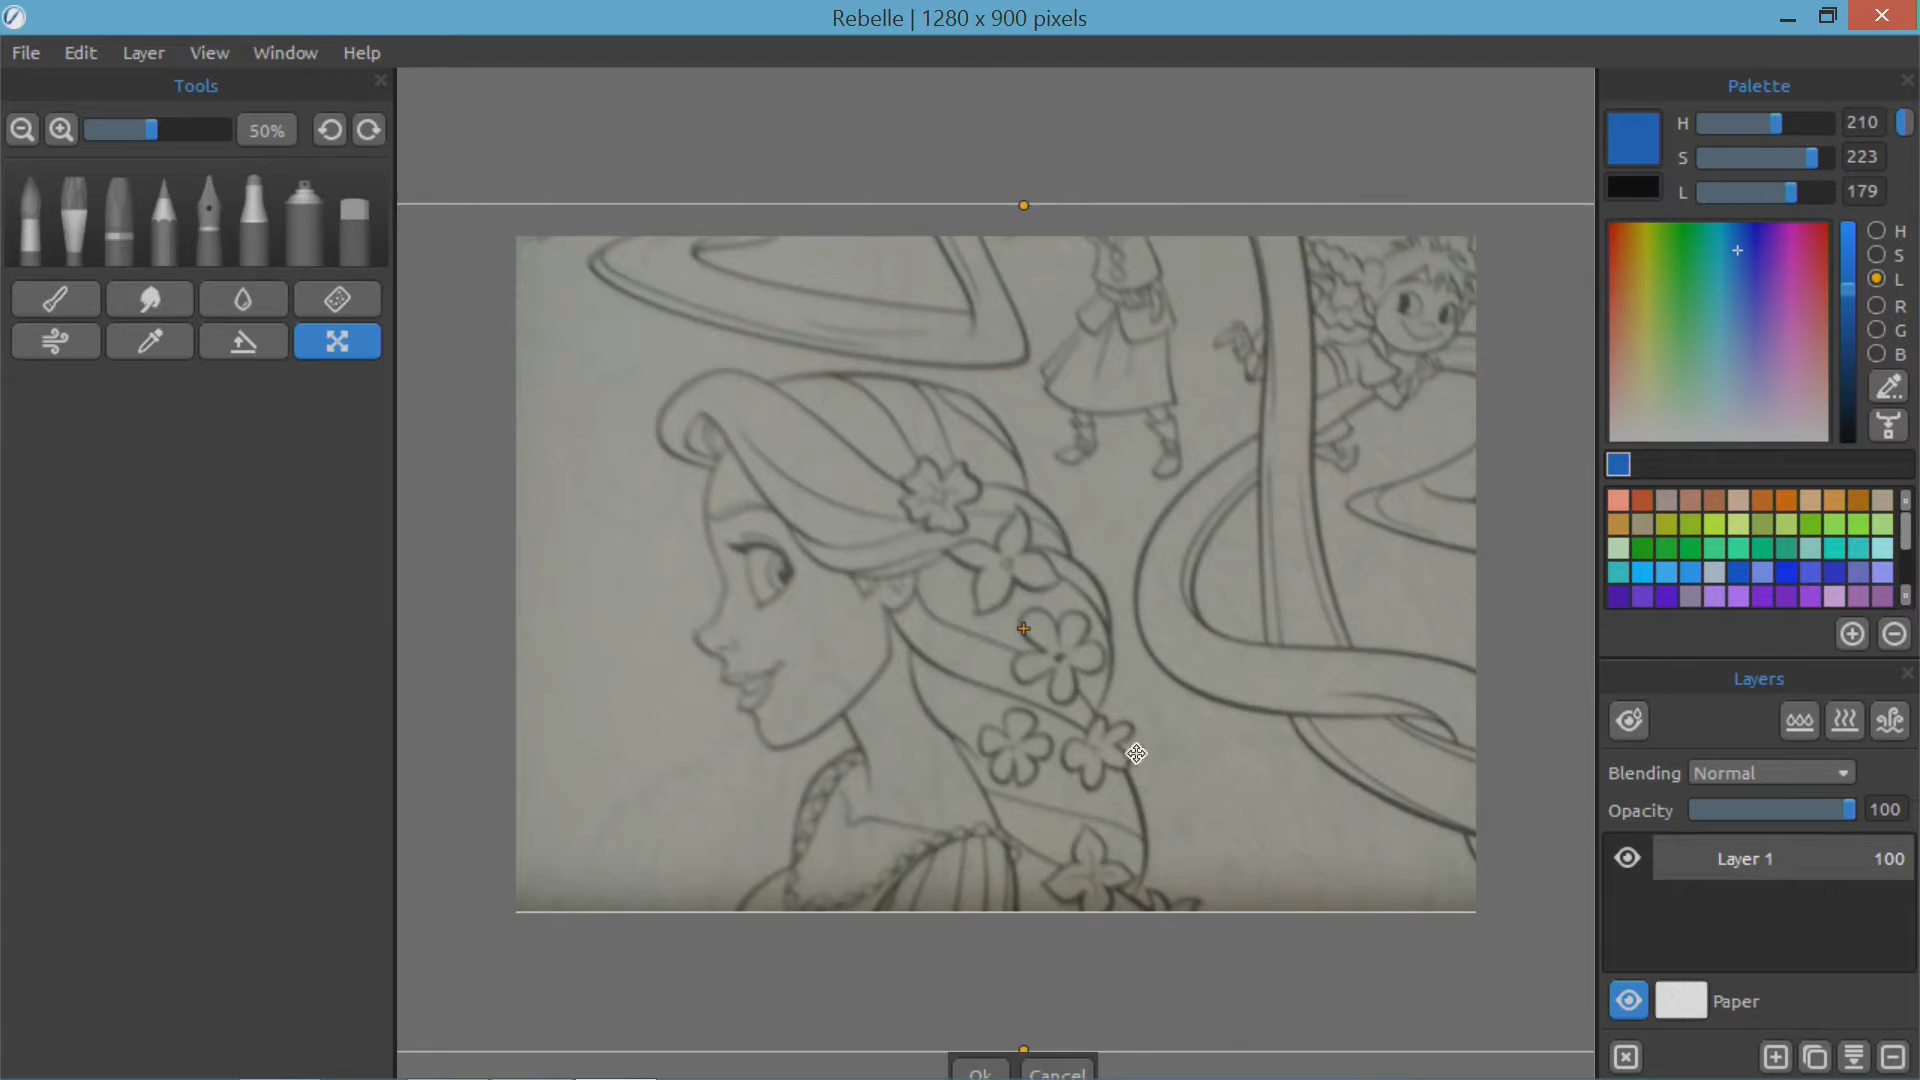 Rebelle | 1280 x 900 pixels
File Edit Layer View Window Help
Tools
50%
Palette
H 210
S 223
L 179
H
S
L
R
G
B
Layers
Blending Normal
Opacity 100
Layer 1 100
Paper
Ok Cancel